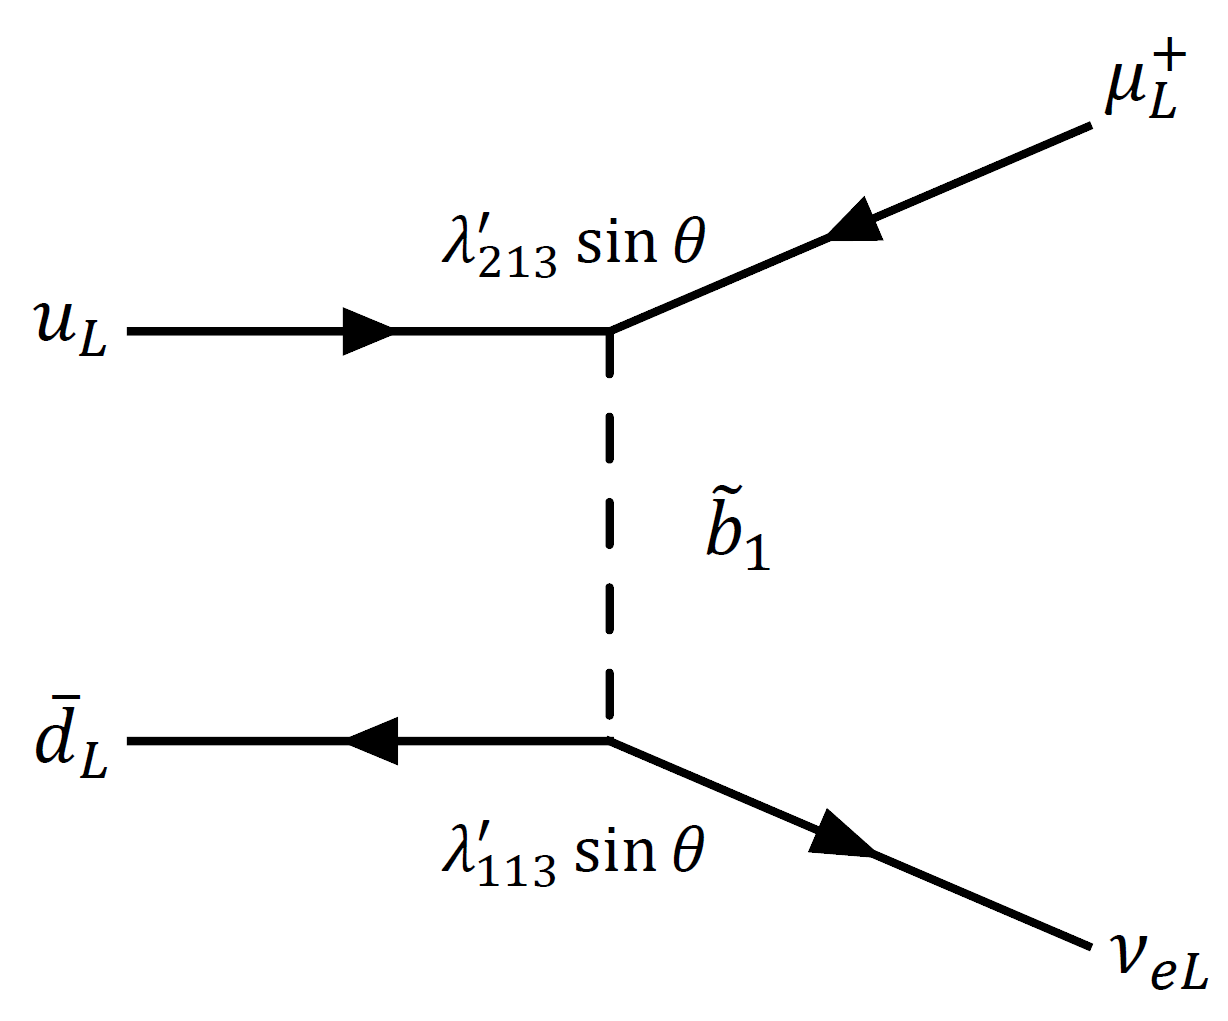 μ_L^+
λ′_213 sin θ
u_L
b̃_1
d̄_L
λ′_113 sin θ
ν_eL